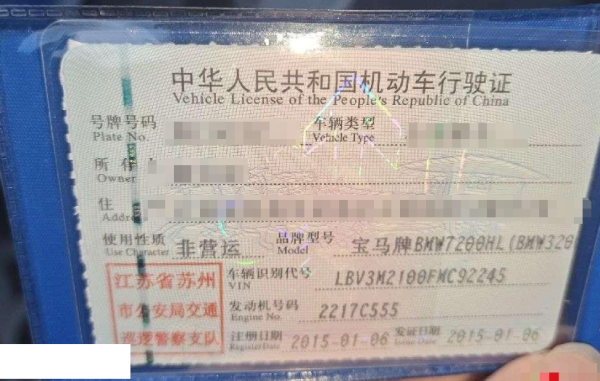 中华人民共和国机动车行驶证
Vehicle License of the People's Republic of China
号牌号码 车辆类型
Plate No. Vehicle Type
所有人
Owner
住
Address
使用性质 非营运 品牌型号 宝马牌BMW7200HL(BMW320
Use Character Model
江苏省苏州 车辆识别代号 LBV3M2100FMC92245
VIN
市公安局交通 发动机号码 2217C555
Engine No.
巡逻警察支队 注册日期 2015-01-06 发证日期 2015-01-06
Register Date Issue Date